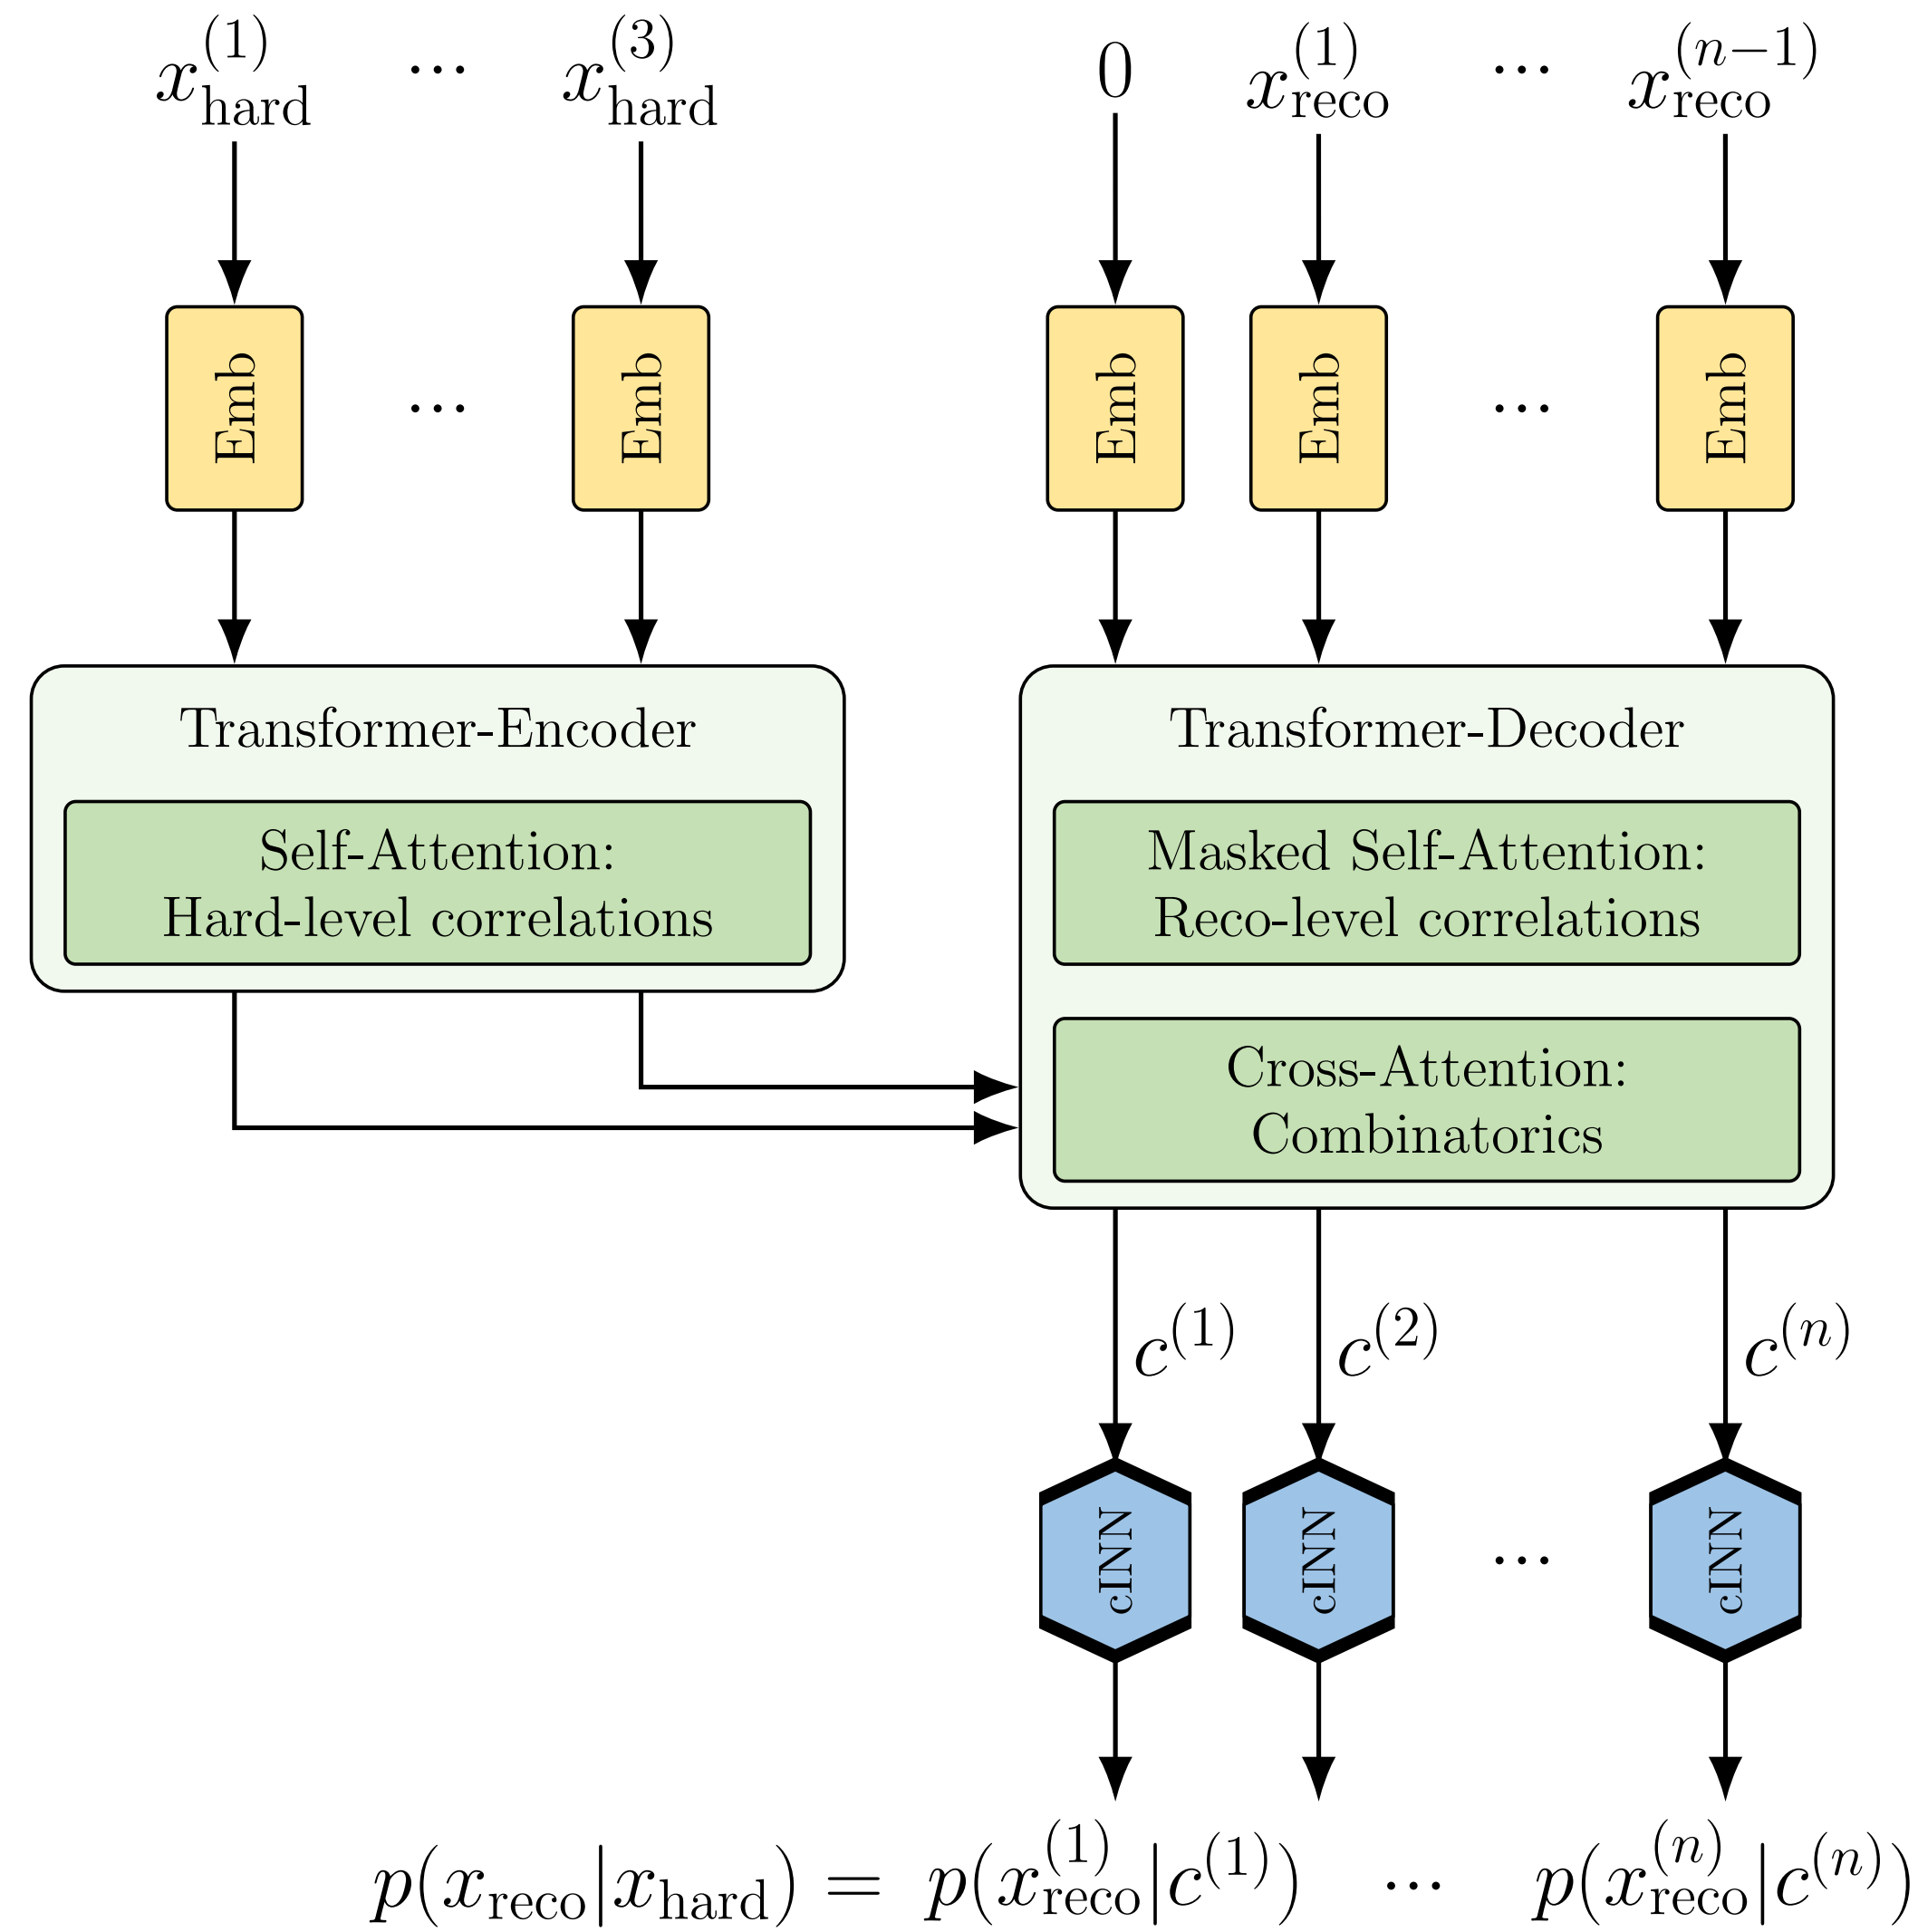 x_hard^(1) ··· x_hard^(3) 0 x_reco^(1) ··· x_reco^(n−1)
Emb ··· Emb Emb Emb ··· Emb
Transformer-Encoder
Self-Attention:
Hard-level correlations
Transformer-Decoder
Masked Self-Attention:
Reco-level correlations
Cross-Attention:
Combinatorics
c^(1) c^(2) c^(n)
cINN cINN ··· cINN
p(x_reco|x_hard) = p(x_reco^(1)|c^(1)) ··· p(x_reco^(n)|c^(n))